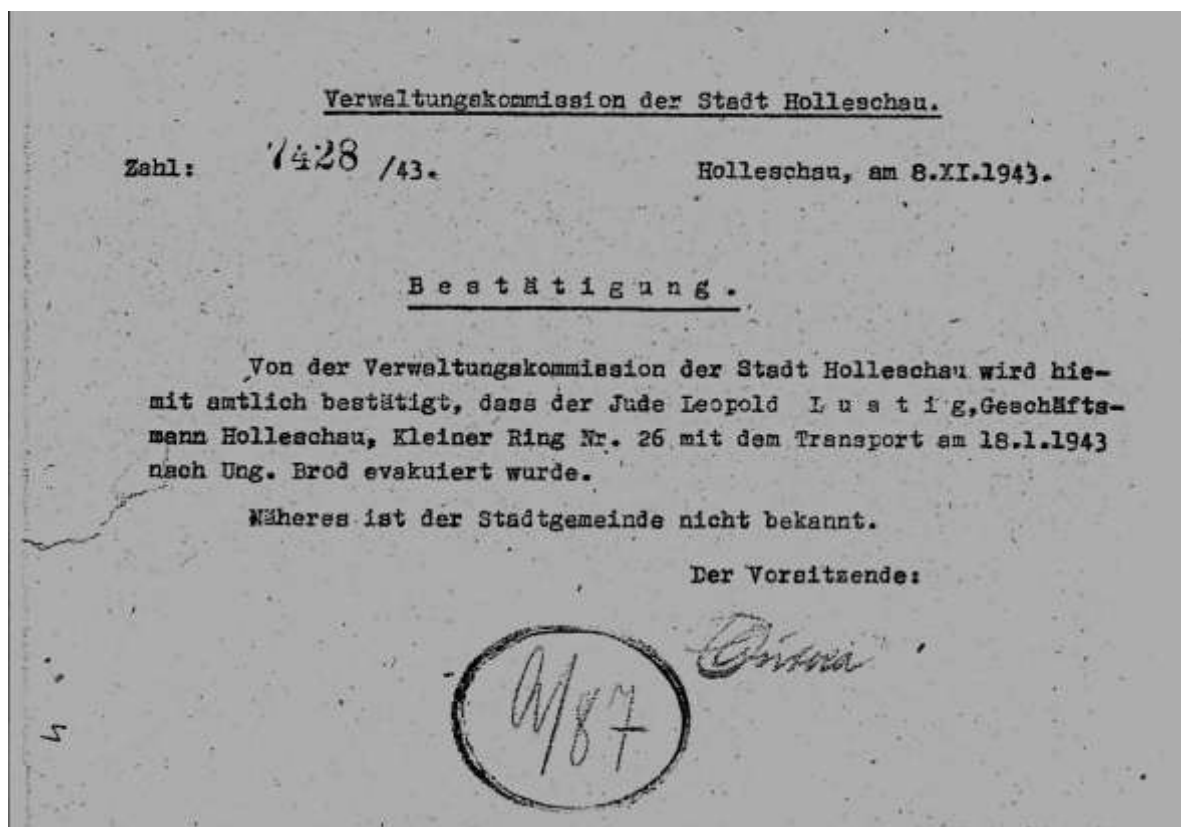 Verwaltungskommission der Stadt Holleschau.
Zahl: 7428 /43. Holleschau, am 8.XI.1943.
B e s t ä t i g u n g .
Von der Verwaltungskommission der Stadt Holleschau wird hie-
mit amtlich bestätigt, dass der Jude Leopold L u s t i g, Geschäfts-
mann Holleschau, Kleiner Ring Nr. 26 mit dem Transport am 18.1.1943
nach Ung. Brod evakuiert wurde.
Näheres ist der Stadtgemeinde nicht bekannt.
Der Vorsitzende:
/87